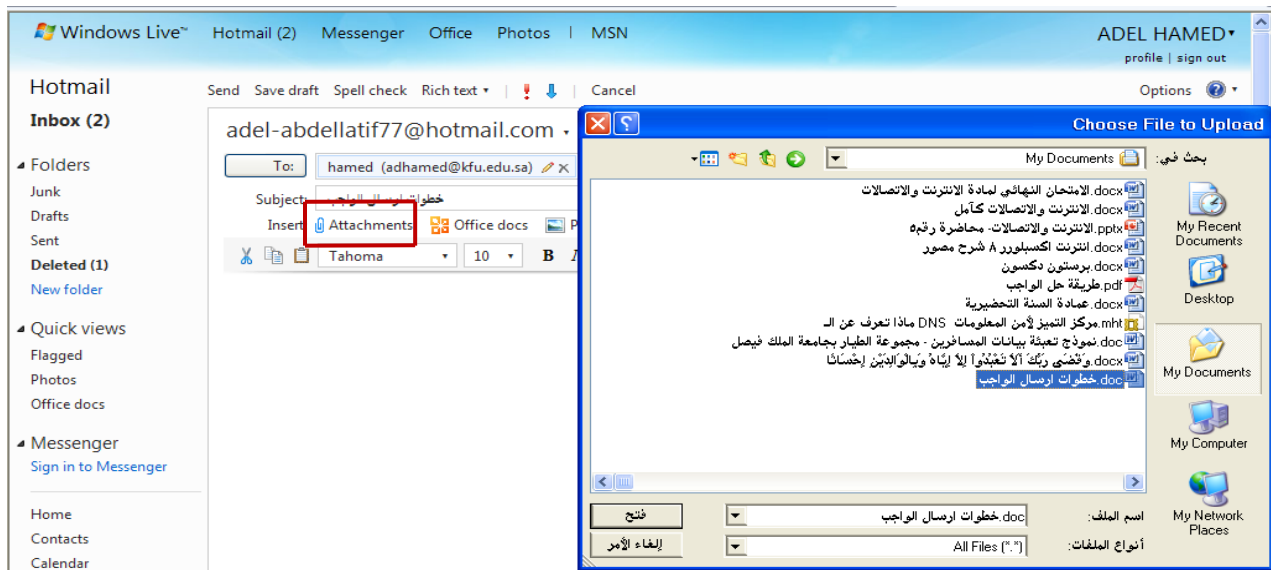 Windows Live™ Hotmail (2) Messenger Office Photos | MSN ADEL HAMED
profile | sign out
Hotmail
Send Save draft Spell check Rich text | Cancel Options
Inbox (2)
Folders
Junk
Drafts
Sent
Deleted (1)
New folder
Quick views
Flagged
Photos
Office docs
Messenger
Sign in to Messenger
Home
Contacts
Calendar
adel-abdellatif77@hotmail.com
To: hamed (adhamed@kfu.edu.sa)
Subject: خطوات ارسال الواجب
Insert: Attachments Office docs P
Tahoma 10 B I
Choose File to Upload
بحث في: My Documents
الامتحان النهائي لمادة الانترنت والاتصالات.docx
الانترنت والاتصالات كآمل.docx
الانترنت والاتصالات- محاضرة رقم٥.pptx
انترنت اكسبلورر ٨ شرح مصور.docx
برستون دكسون.docx
طريقة حل الواجب.pdf
عمادة السنة التحضيرية.docx
مركز التميز لأمن المعلومات DNS ماذا تعرف عن الـ.mht
نموذج تعبئة بيانات المسافرين - مجموعة الطيار بجامعة الملك فيصل.doc
وَقَضَى رَبُّكَ أَلاَّ تَعْبُدُواْ إِلاَّ إِيَّاهُ وَبِالْوَالِدَيْنِ إِحْسَانًا.docx
خطوات ارسال الواجب.doc
My Recent Documents
Desktop
My Documents
My Computer
My Network Places
اسم الملف: خطوات ارسال الواجب.doc فتح
أنواع الملفات: All Files (*.*) إلغاء الأمر